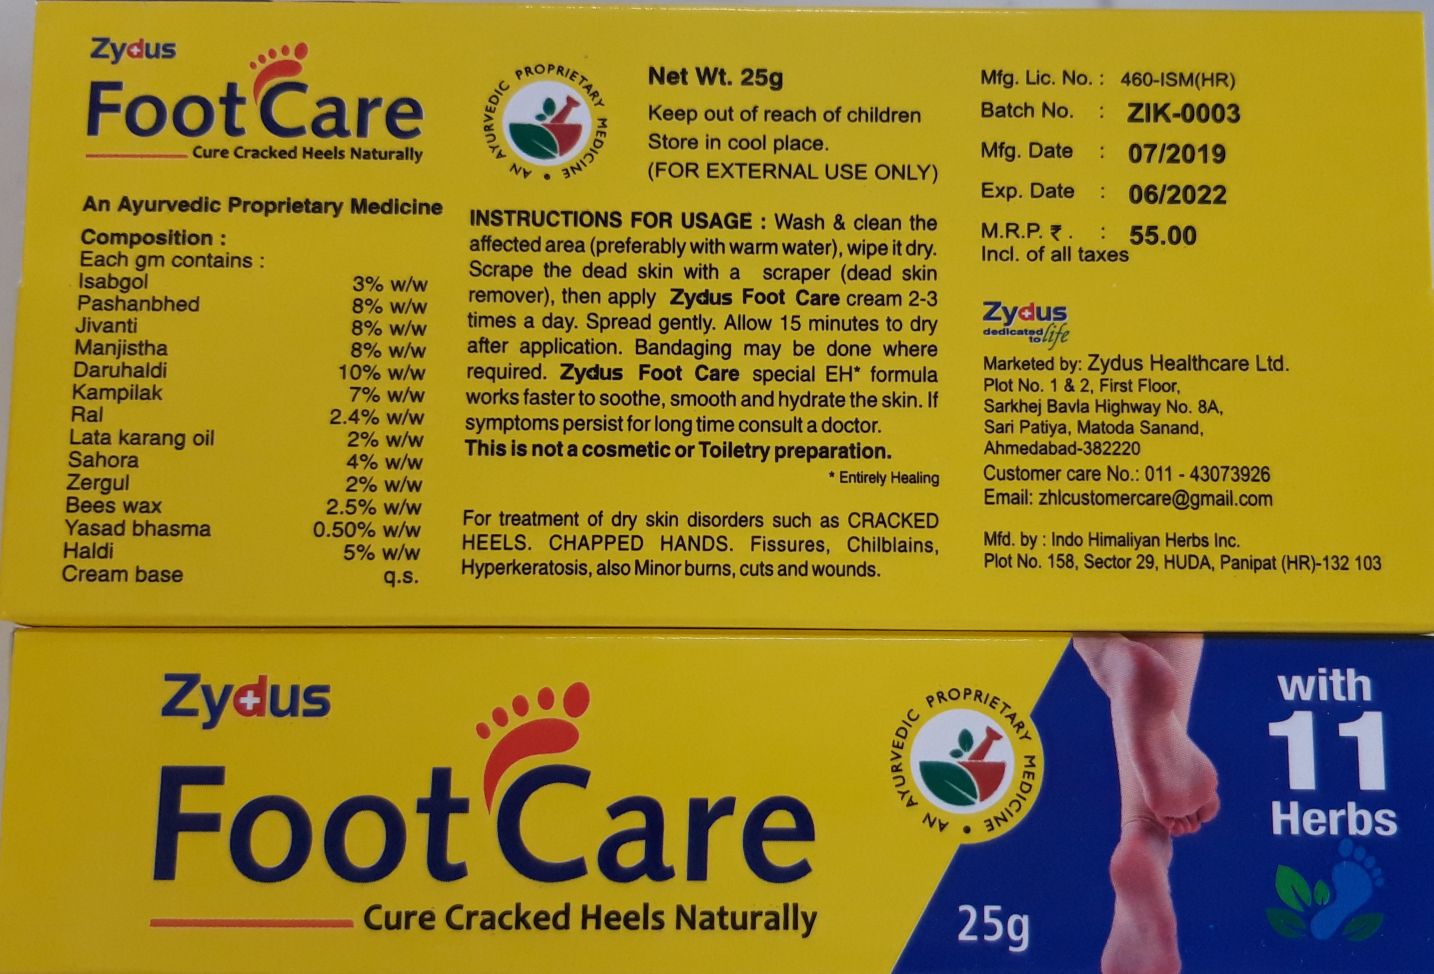 Zydus
Foot Care
Cure Cracked Heels Naturally
An Ayurvedic Proprietary Medicine
Composition :
Each gm contains :
Isabgol 3% w/w
Pashanbhed 8% w/w
Jivanti 8% w/w
Manjistha 8% w/w
Daruhaldi 10% w/w
Kampilak 7% w/w
Ral 2.4% w/w
Lata karang oil 2% w/w
Sahora 4% w/w
Zergul 2% w/w
Bees wax 2.5% w/w
Yasad bhasma 0.50% w/w
Haldi 5% w/w
Cream base q.s.
AN AYURVEDIC PROPRIETARY MEDICINE •
Net Wt. 25g
Keep out of reach of children
Store in cool place.
(FOR EXTERNAL USE ONLY)
INSTRUCTIONS FOR USAGE : Wash & clean the
affected area (preferably with warm water), wipe it dry.
Scrape the dead skin with a scraper (dead skin
remover), then apply Zydus Foot Care cream 2-3
times a day. Spread gently. Allow 15 minutes to dry
after application. Bandaging may be done where
required. Zydus Foot Care special EH* formula
works faster to soothe, smooth and hydrate the skin. If
symptoms persist for long time consult a doctor.
This is not a cosmetic or Toiletry preparation.
* Entirely Healing
For treatment of dry skin disorders such as CRACKED
HEELS. CHAPPED HANDS. Fissures, Chilblains,
Hyperkeratosis, also Minor burns, cuts and wounds.
Mfg. Lic. No. : 460-ISM(HR)
Batch No. : ZIK-0003
Mfg. Date : 07/2019
Exp. Date : 06/2022
M.R.P. ₹ . : 55.00
Incl. of all taxes
Zydus
dedicated
to life
Marketed by: Zydus Healthcare Ltd.
Plot No. 1 & 2, First Floor,
Sarkhej Bavla Highway No. 8A,
Sari Patiya, Matoda Sanand,
Ahmedabad-382220
Customer care No.: 011 - 43073926
Email: zhlcustomercare@gmail.com
Mfd. by : Indo Himaliyan Herbs Inc.
Plot No. 158, Sector 29, HUDA, Panipat (HR)-132 103
Zydus
Foot Care
Cure Cracked Heels Naturally
AN AYURVEDIC PROPRIETARY MEDICINE •
25g
with
11
Herbs